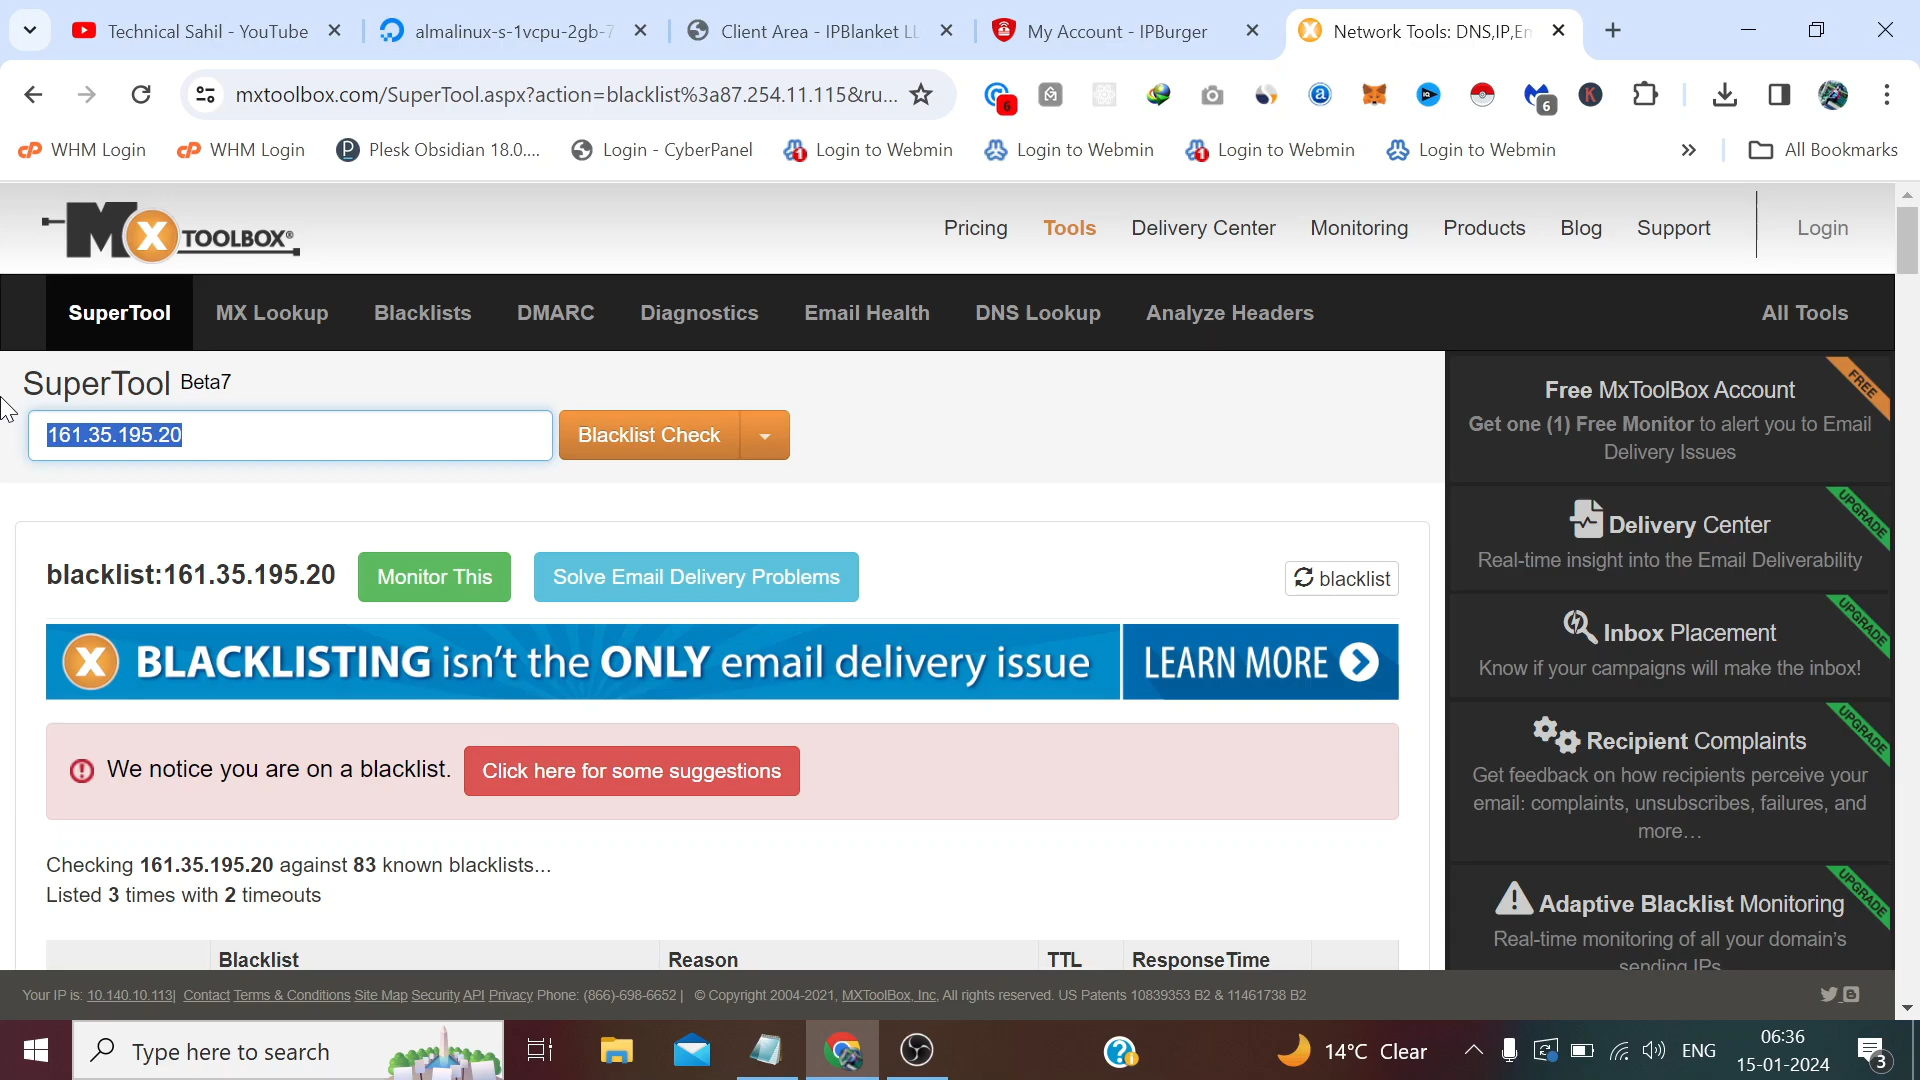 Technical Sahil - YouTube
almalinux-s-1vcpu-2gb-7
Client Area - IPBlanket LL
My Account - IPBurger
Network Tools: DNS,IP,Em
mxtoolbox.com/SuperTool.aspx?action=blacklist%3a87.254.11.115&ru...
6
6
WHM Login
WHM Login
Plesk Obsidian 18.0....
Login - CyberPanel
Login to Webmin
Login to Webmin
Login to Webmin
Login to Webmin
All Bookmarks
MX TOOLBOX®
Pricing
Tools
Delivery Center
Monitoring
Products
Blog
Support
Login
SuperTool
MX Lookup
Blacklists
DMARC
Diagnostics
Email Health
DNS Lookup
Analyze Headers
All Tools
SuperTool Beta7
161.35.195.20
Blacklist Check
blacklist:161.35.195.20
Monitor This
Solve Email Delivery Problems
blacklist
BLACKLISTING isn't the ONLY email delivery issue
LEARN MORE
We notice you are on a blacklist.
Click here for some suggestions
Checking 161.35.195.20 against 83 known blacklists...
Listed 3 times with 2 timeouts
Blacklist
Reason
TTL
ResponseTime
FREE
Free MxToolBox Account
Get one (1) Free Monitor to alert you to Email
Delivery Issues
UPGRADE
Delivery Center
Real-time insight into the Email Deliverability
UPGRADE
Inbox Placement
Know if your campaigns will make the inbox!
UPGRADE
Recipient Complaints
Get feedback on how recipients perceive your
email: complaints, unsubscribes, failures, and
more...
UPGRADE
Adaptive Blacklist Monitoring
Real-time monitoring of all your domain's
sending IPs
Your IP is: 10.140.10.113| Contact Terms & Conditions Site Map Security API Privacy Phone: (866)-698-6652 | © Copyright 2004-2021, MXToolBox, Inc, All rights reserved. US Patents 10839353 B2 & 11461738 B2
Type here to search
14°C Clear
ENG
06:36
15-01-2024
3